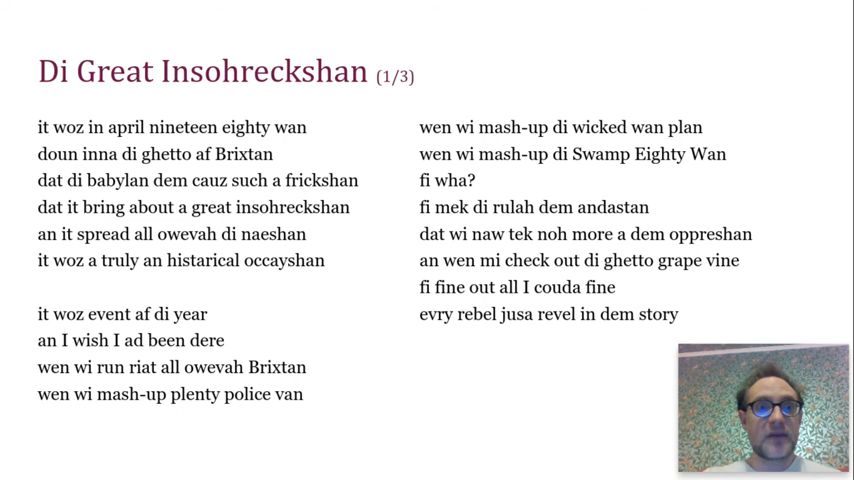 Di Great Insohreckshan (1/3)
it woz in april nineteen eighty wan
doun inna di ghetto af Brixtan
dat di babylan dem cauz such a frickshan
dat it bring about a great insohreckshan
an it spread all owevah di naeshan
it woz a truly an histarical occayshan
it woz event af di year
an I wish I ad been dere
wen wi run riat all owevah Brixtan
wen wi mash-up plenty police van
wen wi mash-up di wicked wan plan
wen wi mash-up di Swamp Eighty Wan
fi wha?
fi mek di rulah dem andastan
dat wi naw tek noh more a dem oppreshan
an wen mi check out di ghetto grape vine
fi fine out all I couda fine
evry rebel jusa revel in dem story